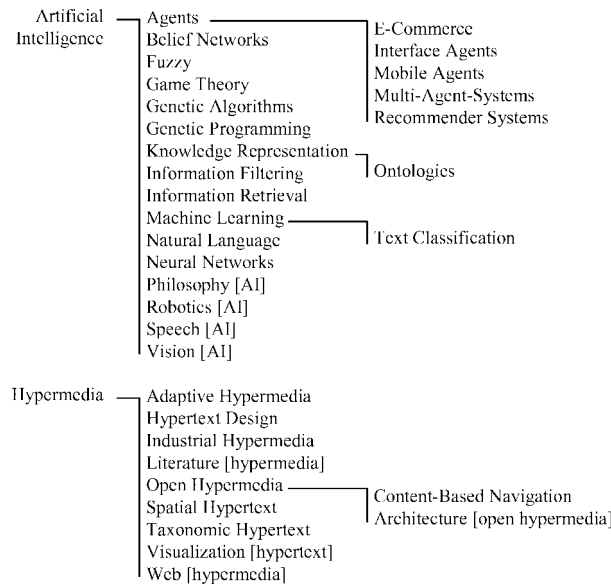 Artificial
Intelligence
Agents
Belief Networks
Fuzzy
Game Theory
Genetic Algorithms
Genetic Programming
Knowledge Representation
Information Filtering
Information Retrieval
Machine Learning
Natural Language
Neural Networks
Philosophy [AI]
Robotics [AI]
Speech [AI]
Vision [AI]
E-Commerce
Interface Agents
Mobile Agents
Multi-Agent-Systems
Recommender Systems
Ontologies
Text Classification
Hypermedia
Adaptive Hypermedia
Hypertext Design
Industrial Hypermedia
Literature [hypermedia]
Open Hypermedia
Spatial Hypertext
Taxonomic Hypertext
Visualization [hypertext]
Web [hypermedia]
Content-Based Navigation
Architecture [open hypermedia]